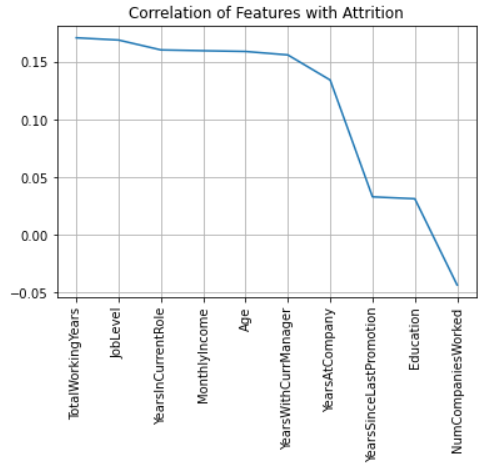 Correlation of Features with Attrition
0.15
0.10
0.05
0.00
−0.05
TotalWorkingYears
JobLevel
YearsInCurrentRole
MonthlyIncome
Age
YearsWithCurrManager
YearsAtCompany
YearsSinceLastPromotion
Education
NumCompaniesWorked